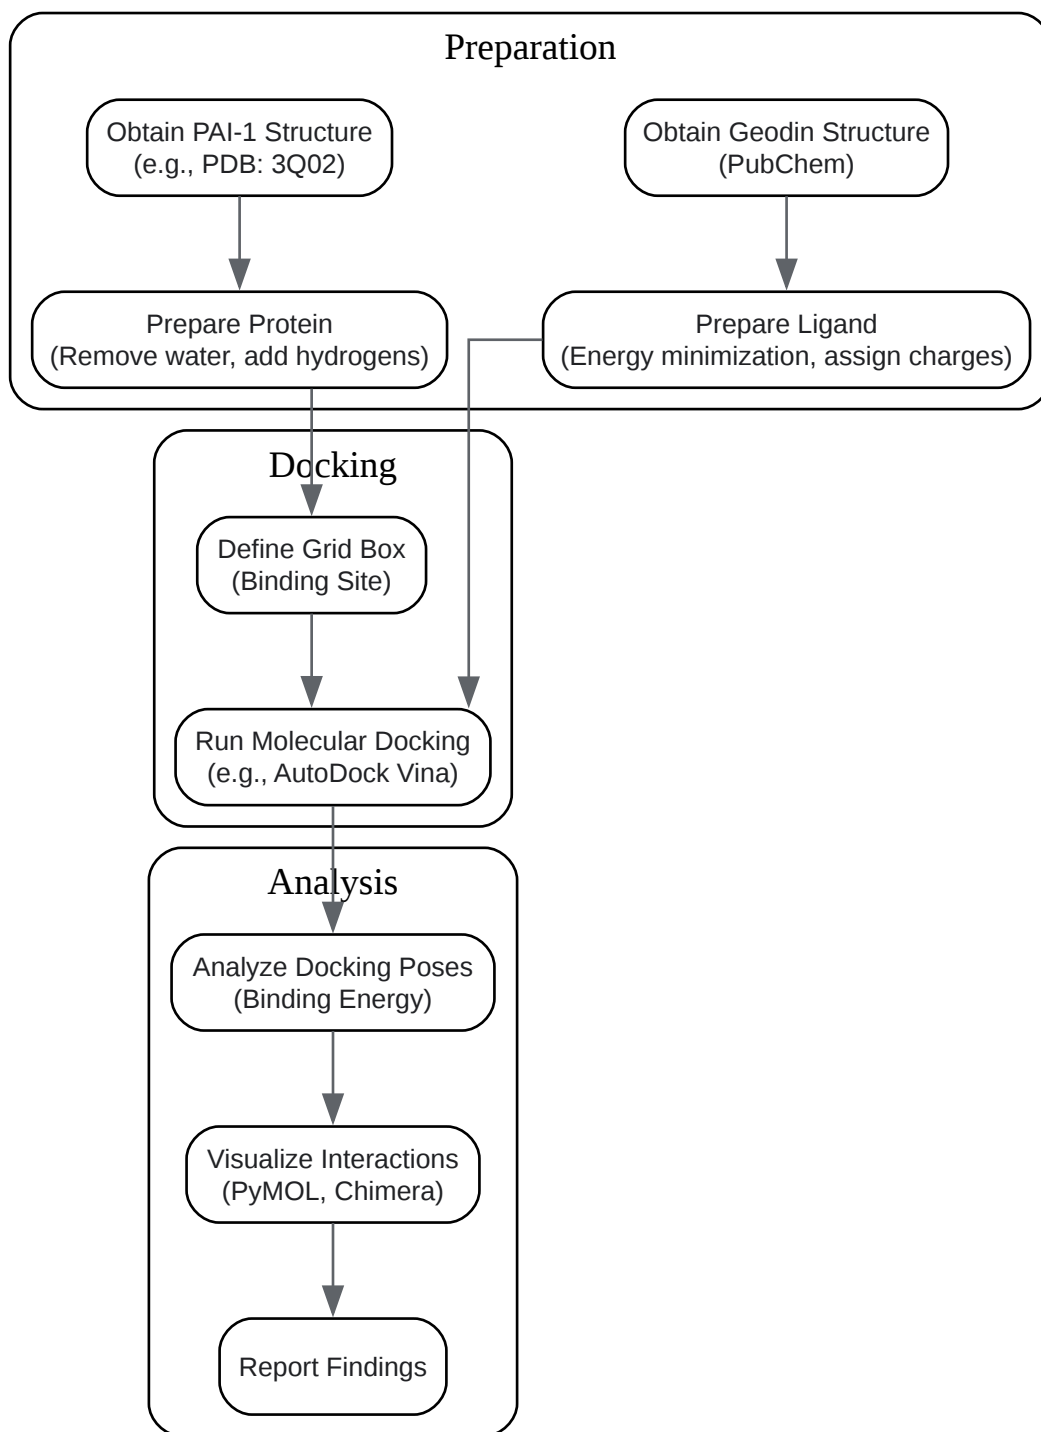 Preparation
Obtain PAI-1 Structure
(e.g., PDB: 3Q02)
Obtain Geodin Structure
(PubChem)
Prepare Protein
(Remove water, add hydrogens)
Prepare Ligand
(Energy minimization, assign charges)
Docking
Define Grid Box
(Binding Site)
Run Molecular Docking
(e.g., AutoDock Vina)
Analysis
Analyze Docking Poses
(Binding Energy)
Visualize Interactions
(PyMOL, Chimera)
Report Findings